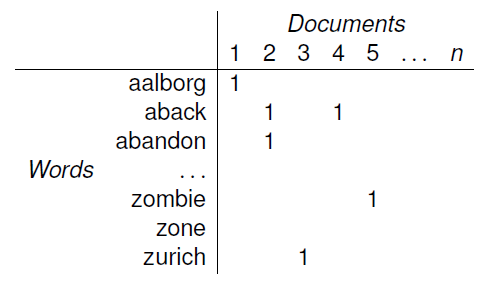 Documents
1 2 3 4 5 ... n
aalborg 1
aback 1 1
abandon 1
Words ...
zombie 1
zone
zurich 1